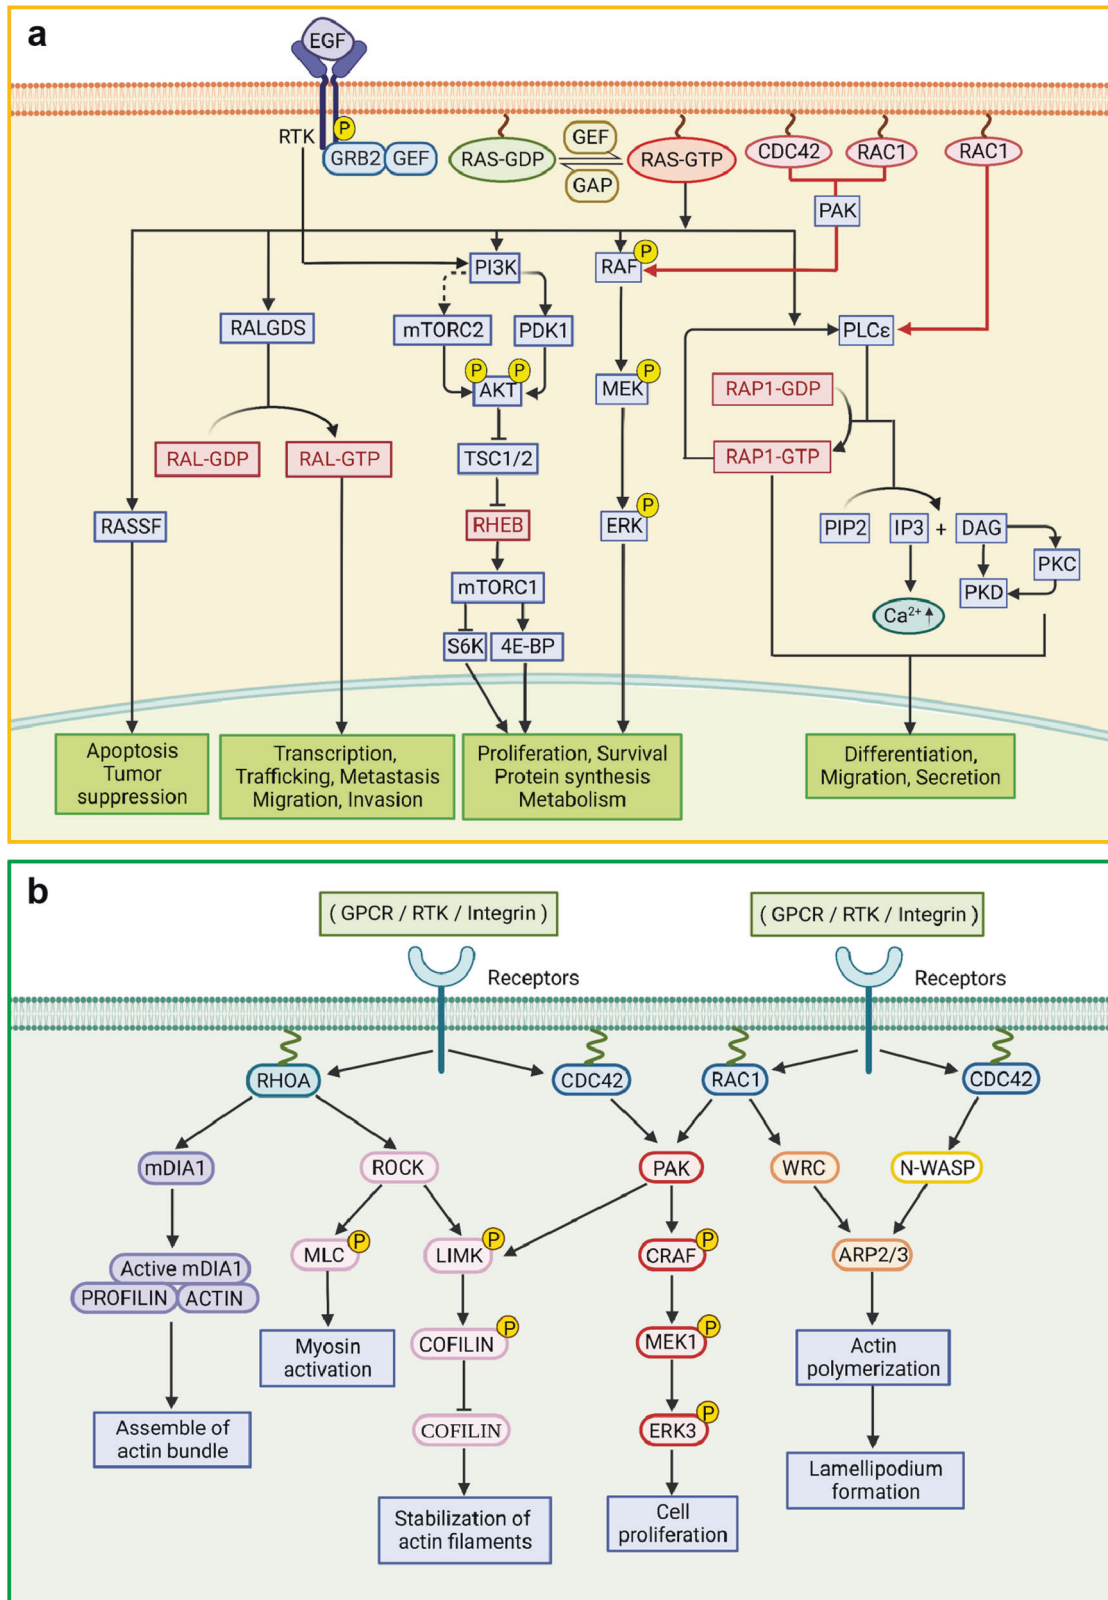 a
EGF
RTK
P
GRB2
GEF
RAS-GDP
GEF
GAP
RAS-GTP
CDC42
RAC1
RAC1
PAK
PI3K
RAF
P
RALGDS
mTORC2
PDK1
PLCε
P
P
AKT
MEK
P
RAP1-GDP
RAL-GDP
RAL-GTP
TSC1/2
RAP1-GTP
RASSF
RHEB
ERK
P
PIP2
IP3
+
DAG
PKC
mTORC1
PKD
Ca2+
S6K
4E-BP
Apoptosis
Tumor
suppression
Transcription,
Trafficking, Metastasis
Migration, Invasion
Proliferation, Survival
Protein synthesis
Metabolism
Differentiation,
Migration, Secretion
b
( GPCR / RTK / Integrin )
( GPCR / RTK / Integrin )
Receptors
Receptors
RHOA
CDC42
RAC1
CDC42
mDIA1
ROCK
PAK
WRC
N-WASP
MLC
P
LIMK
P
CRAF
P
ARP2/3
Active mDIA1
PROFILIN
ACTIN
Myosin
activation
COFILIN
P
MEK1
P
Actin
polymerization
Assemble of
actin bundle
COFILIN
ERK3
P
Lamellipodium
formation
Stabilization of
actin filaments
Cell
proliferation